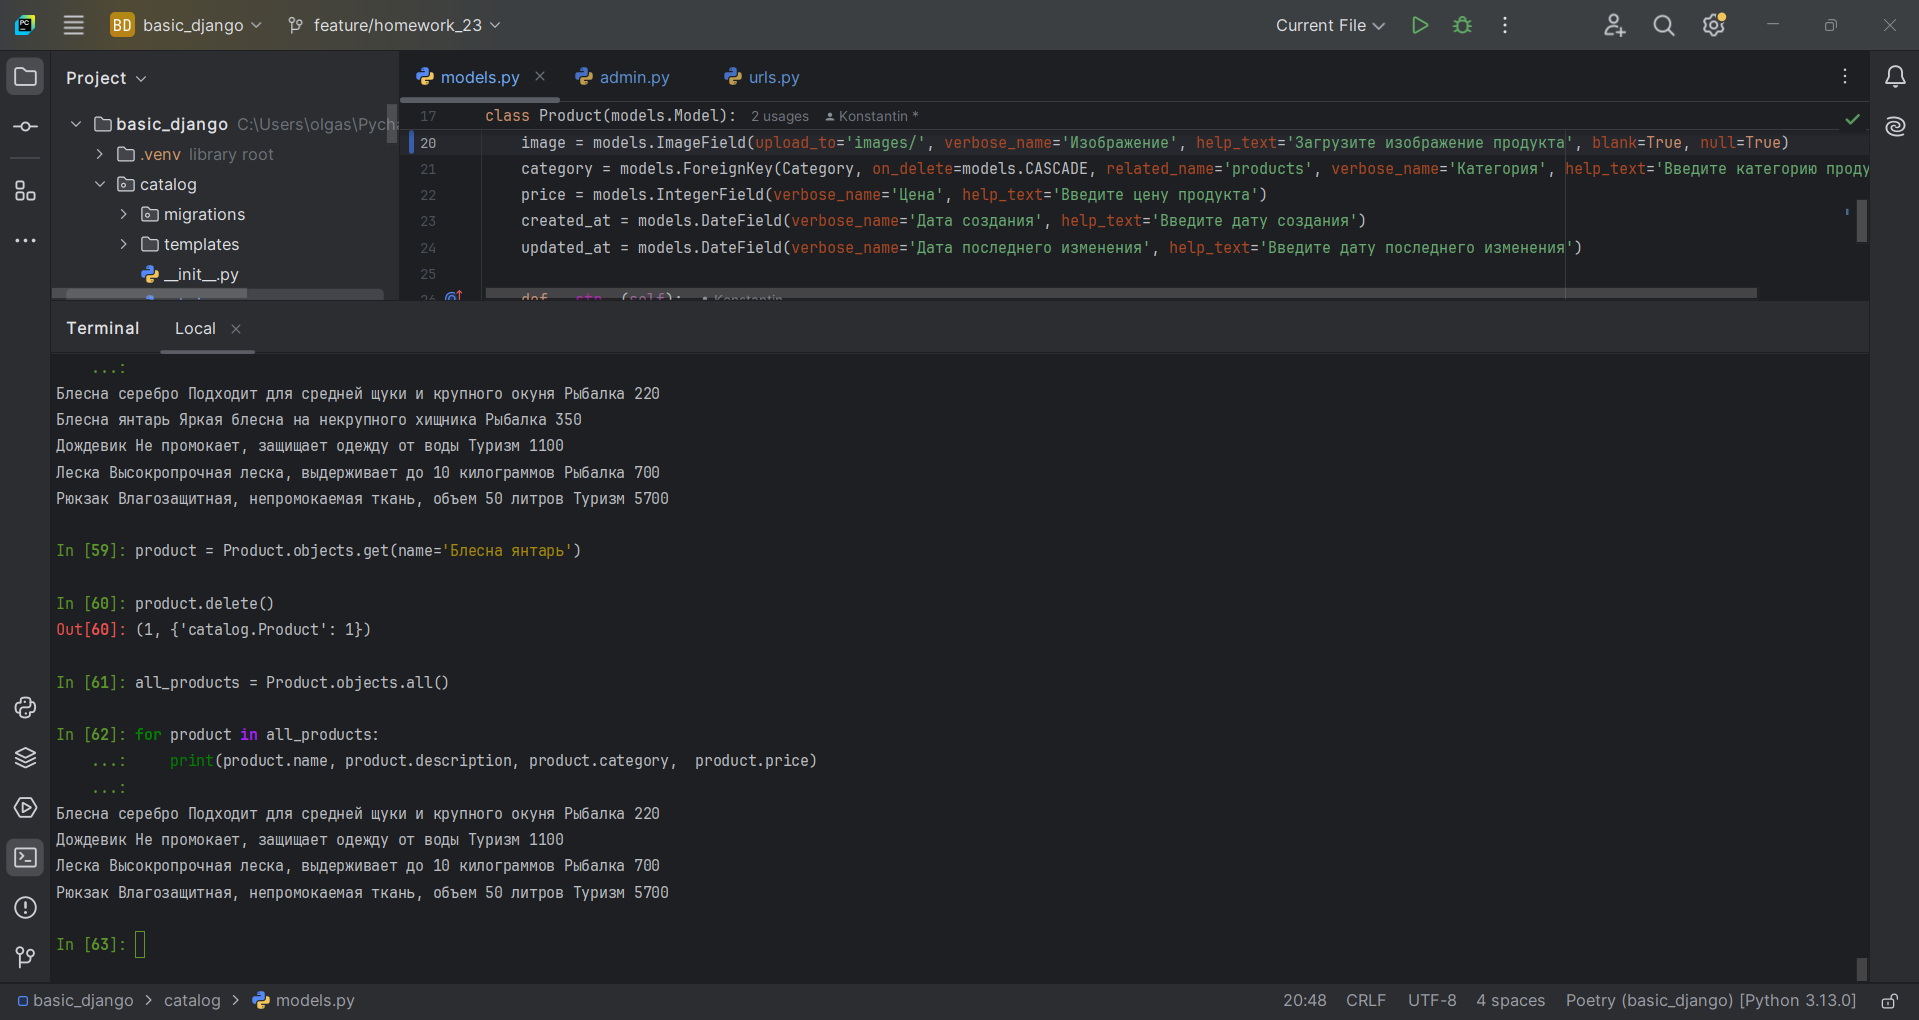 BD basic_django feature/homework_23 Current File
Project
models.py admin.py urls.py
basic_django C:\Users\olgas\Pych
.venv library root
catalog
migrations
templates
__init__.py
17 class Product(models.Model): 2 usages Konstantin *
20 image = models.ImageField(upload_to='images/', verbose_name='Изображение', help_text='Загрузите изображение продукта', blank=True, null=True)
21 category = models.ForeignKey(Category, on_delete=models.CASCADE, related_name='products', verbose_name='Категория', help_text='Введите категорию проду
22 price = models.IntegerField(verbose_name='Цена', help_text='Введите цену продукта')
23 created_at = models.DateField(verbose_name='Дата создания', help_text='Введите дату создания')
24 updated_at = models.DateField(verbose_name='Дата последнего изменения', help_text='Введите дату последнего изменения')
25
26 def __str__(self): Konstantin
Terminal Local
...:
Блесна серебро Подходит для средней щуки и крупного окуня Рыбалка 220
Блесна янтарь Яркая блесна на некрупного хищника Рыбалка 350
Дождевик Не промокает, защищает одежду от воды Туризм 1100
Леска Высокопрочная леска, выдерживает до 10 килограммов Рыбалка 700
Рюкзак Влагозащитная, непромокаемая ткань, объем 50 литров Туризм 5700
In [59]: product = Product.objects.get(name='Блесна янтарь')
In [60]: product.delete()
Out[60]: (1, {'catalog.Product': 1})
In [61]: all_products = Product.objects.all()
In [62]: for product in all_products:
...: print(product.name, product.description, product.category,  product.price)
...:
Блесна серебро Подходит для средней щуки и крупного окуня Рыбалка 220
Дождевик Не промокает, защищает одежду от воды Туризм 1100
Леска Высокопрочная леска, выдерживает до 10 килограммов Рыбалка 700
Рюкзак Влагозащитная, непромокаемая ткань, объем 50 литров Туризм 5700
In [63]:
basic_django > catalog > models.py 20:48 CRLF UTF-8 4 spaces Poetry (basic_django) [Python 3.13.0]